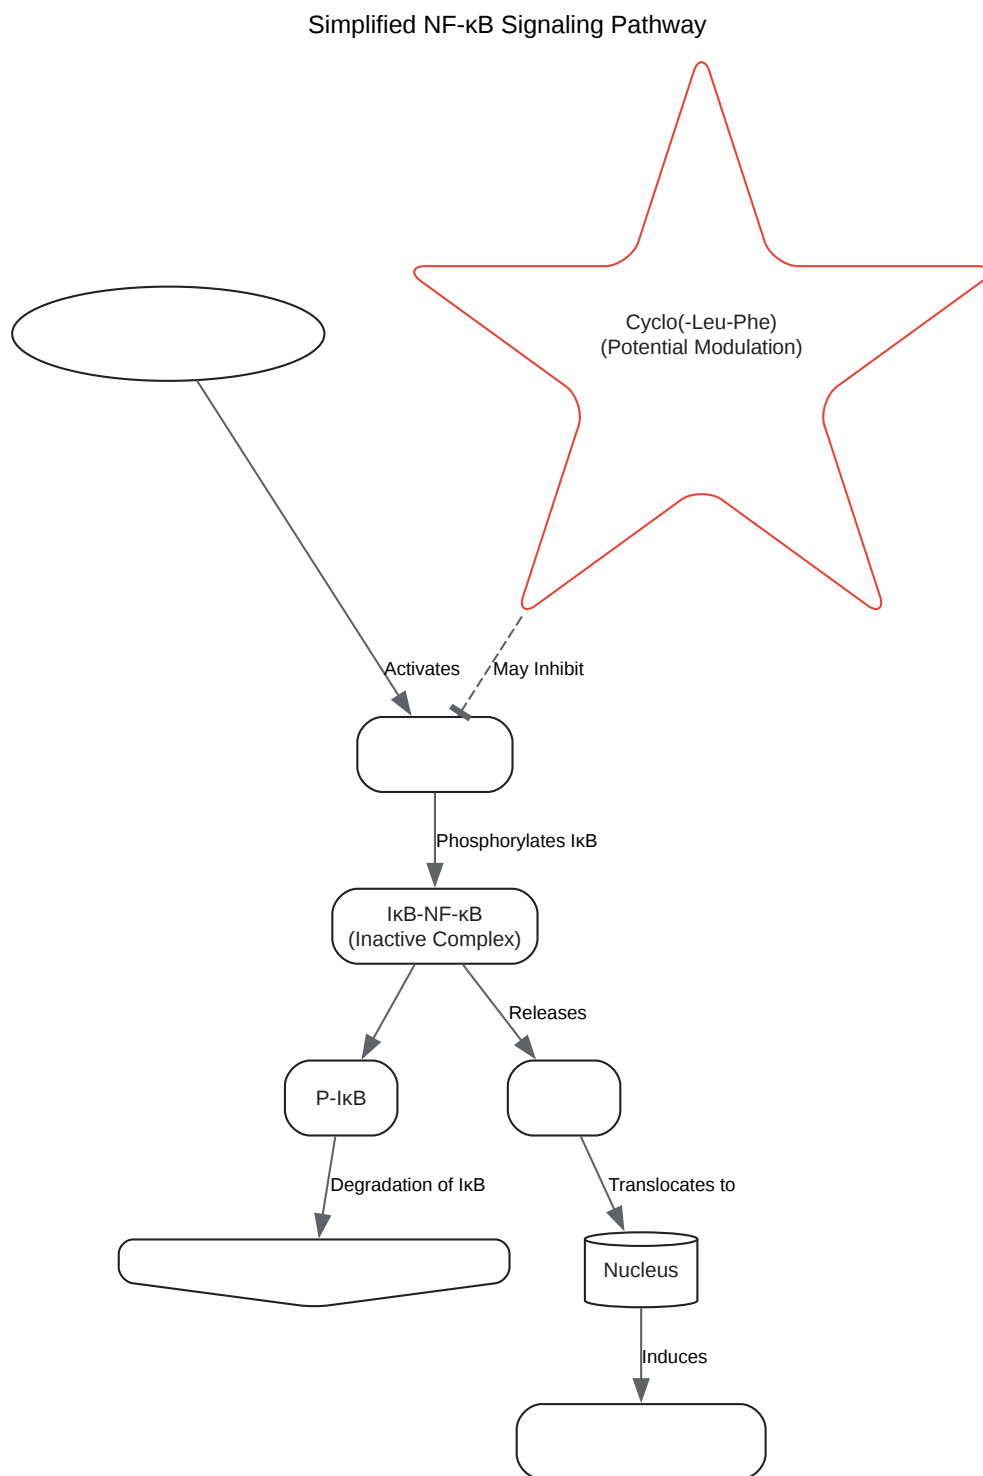 Simplified NF-κB Signaling Pathway
Cyclo(-Leu-Phe)
(Potential Modulation)
Activates
May Inhibit
Phosphorylates IκB
IκB-NF-κB
(Inactive Complex)
Releases
P-IκB
Degradation of IκB
Translocates to
Nucleus
Induces